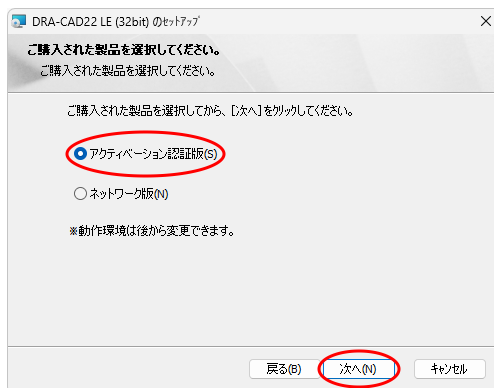 DRA-CAD22 LE (32bit) のｾｯﾄｱｯﾌﾟ
ご購入された製品を選択してください。
ご購入された製品を選択してください。
ご購入された製品を選択してから、［次へ］をクリックしてください。
アクティベーション認証版(S)
ネットワーク版(N)
※動作環境は後から変更できます。
戻る(B) 次へ(N) キャンセル